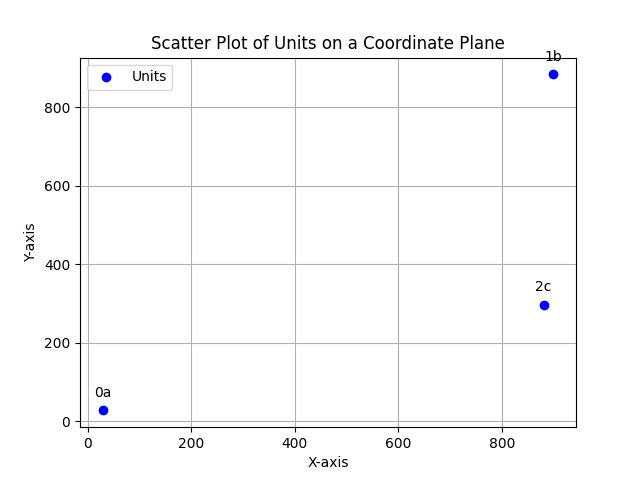 Scatter Plot of Units on a Coordinate Plane
1b
Units
800
600
400
2c
200
0a
0
0 200 400 600 800
X-axis
Y-axis